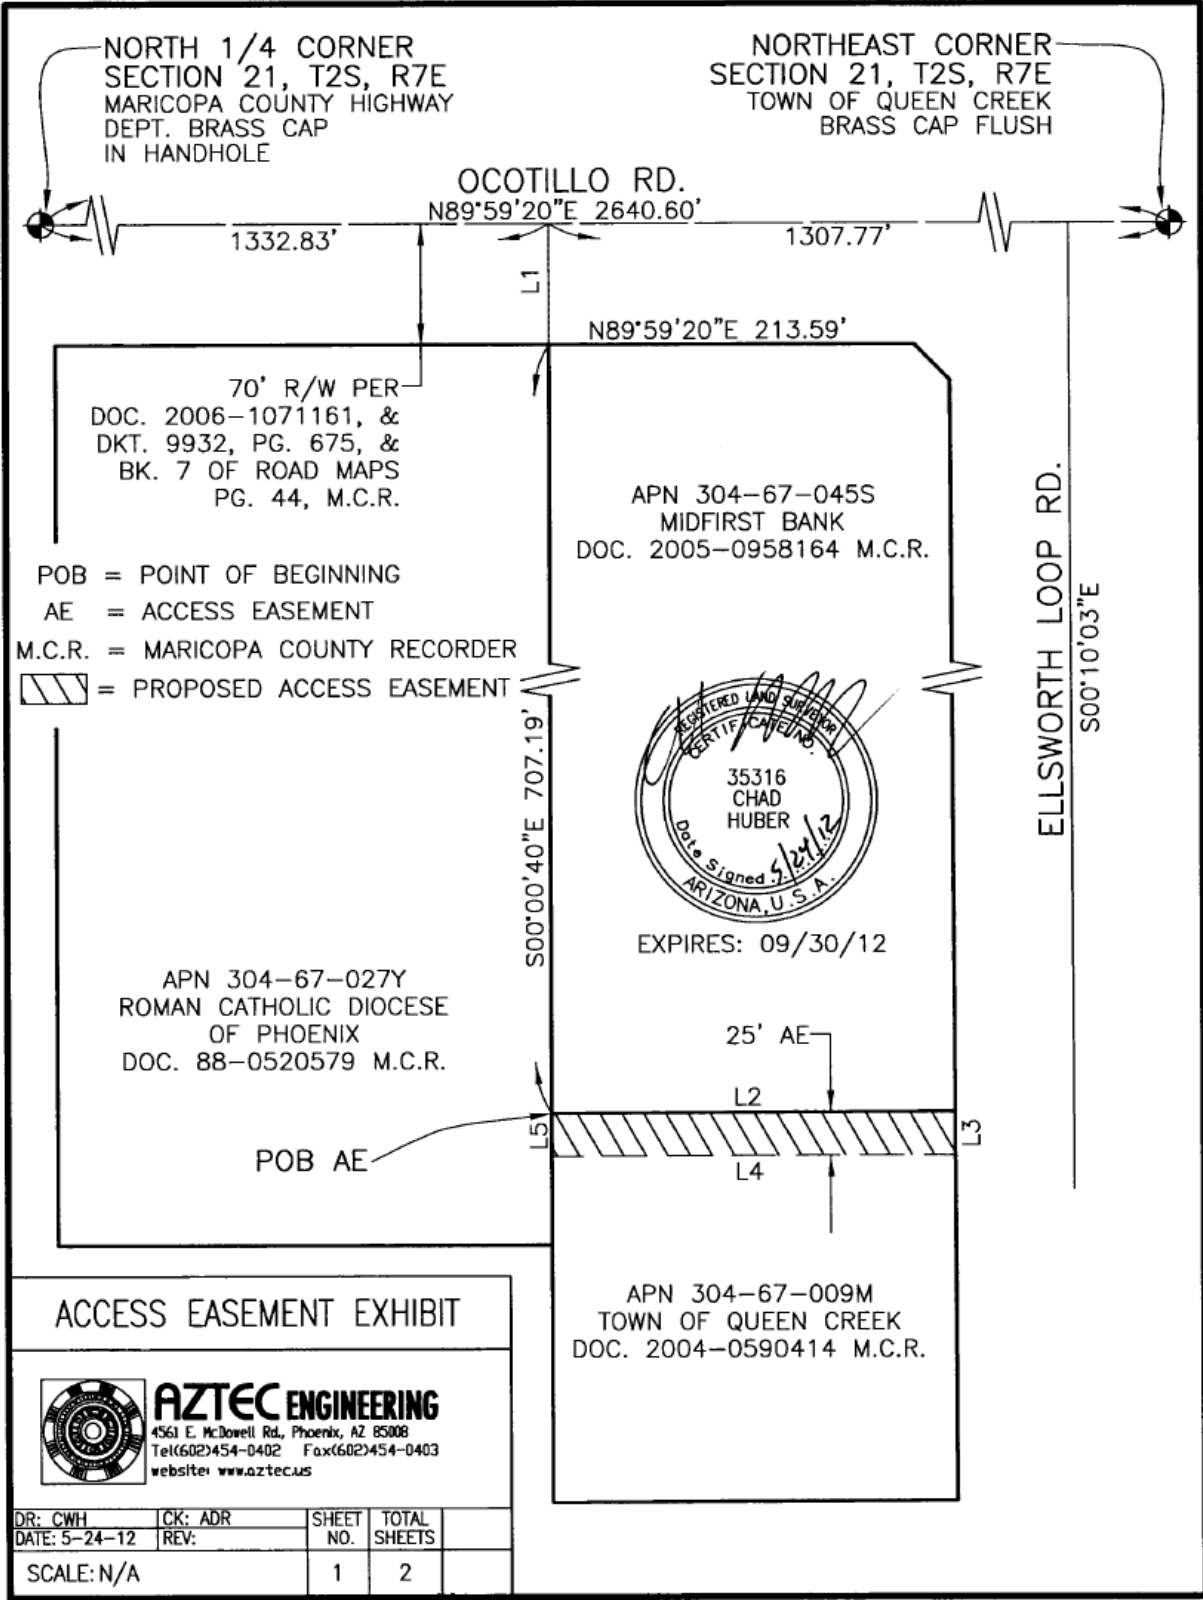 NORTH 1/4 CORNER
SECTION 21, T2S, R7E
MARICOPA COUNTY HIGHWAY
DEPT. BRASS CAP
IN HANDHOLE
NORTHEAST CORNER
SECTION 21, T2S, R7E
TOWN OF QUEEN CREEK
BRASS CAP FLUSH
OCOTILLO RD.
N89°59'20"E 2640.60'
1332.83'
1307.77'
L1
N89°59'20"E 213.59'
70' R/W PER
DOC. 2006-1071161, &
DKT. 9932, PG. 675, &
BK. 7 OF ROAD MAPS
PG. 44, M.C.R.
APN 304-67-045S
MIDFIRST BANK
DOC. 2005-0958164 M.C.R.
ELLSWORTH LOOP RD.
S00°10'03"E
POB = POINT OF BEGINNING
AE = ACCESS EASEMENT
M.C.R. = MARICOPA COUNTY RECORDER
= PROPOSED ACCESS EASEMENT
S00°00'40"E 707.19'
REGISTERED LAND SURVEYOR
CERTIFICATE NO.
35316
CHAD
HUBER
Date Signed 5/24/12
ARIZONA, U.S.A.
EXPIRES: 09/30/12
APN 304-67-027Y
ROMAN CATHOLIC DIOCESE
OF PHOENIX
DOC. 88-0520579 M.C.R.
25' AE
L2
L5
L3
POB AE
L4
APN 304-67-009M
TOWN OF QUEEN CREEK
DOC. 2004-0590414 M.C.R.
ACCESS EASEMENT EXHIBIT
AZTEC ENGINEERING
4561 E. McDowell Rd., Phoenix, AZ 85008
Tel(602)454-0402 Fax(602)454-0403
website: www.aztec.us
DR: CWH CK: ADR SHEET TOTAL
DATE: 5-24-12 REV: NO. SHEETS
SCALE: N/A 1 2